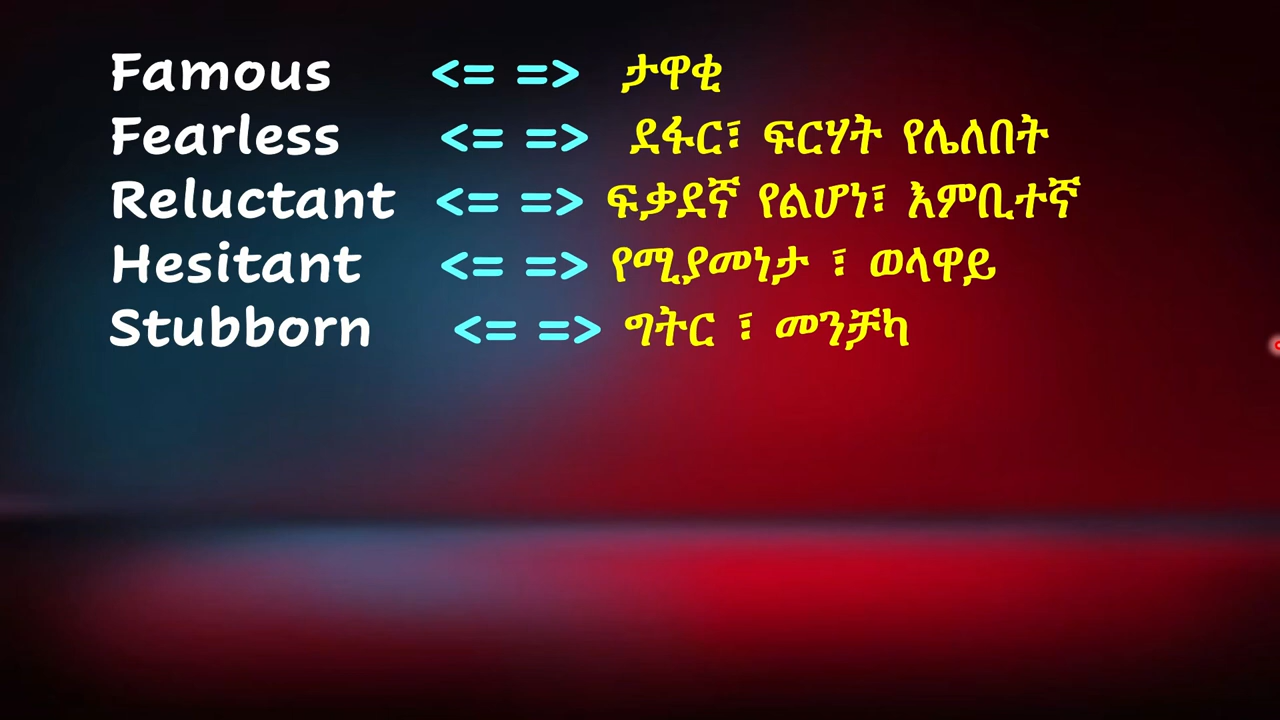 Famous <= => ታዋቂ
Fearless <= => ደፋር፣ ፍርሃት የሌለበት
Reluctant <= => ፍቃደኛ የልሆነ፣ እምቢተኛ
Hesitant <= => የሚያመነታ ፣ ወላዋይ
Stubborn <= => ግትር ፣ መንቻካ